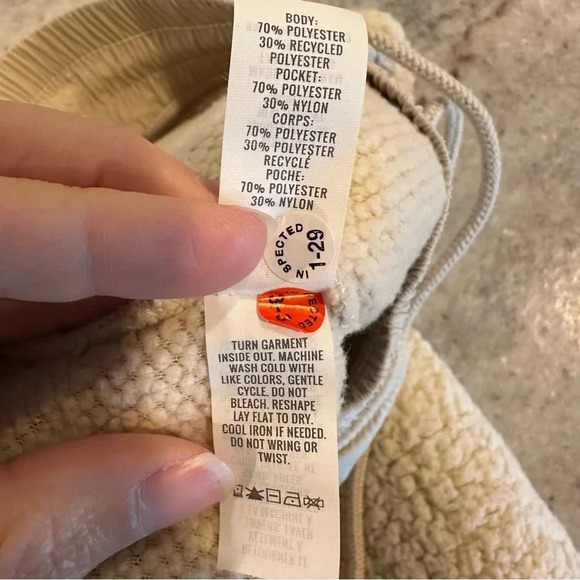 BODY:
70% POLYESTER
30% RECYCLED
POLYESTER
POCKET:
70% POLYESTER
30% NYLON
CORPS:
70% POLYESTER
30% POLYESTER
RECYCLÉ
POCHE:
70% POLYESTER
30% NYLON
INSPECTED
1-29
TURN GARMENT
INSIDE OUT. MACHINE
WASH COLD WITH
LIKE COLORS, GENTLE
CYCLE. DO NOT
BLEACH. RESHAPE
LAY FLAT TO DRY.
COOL IRON IF NEEDED.
DO NOT WRING OR
TWIST.